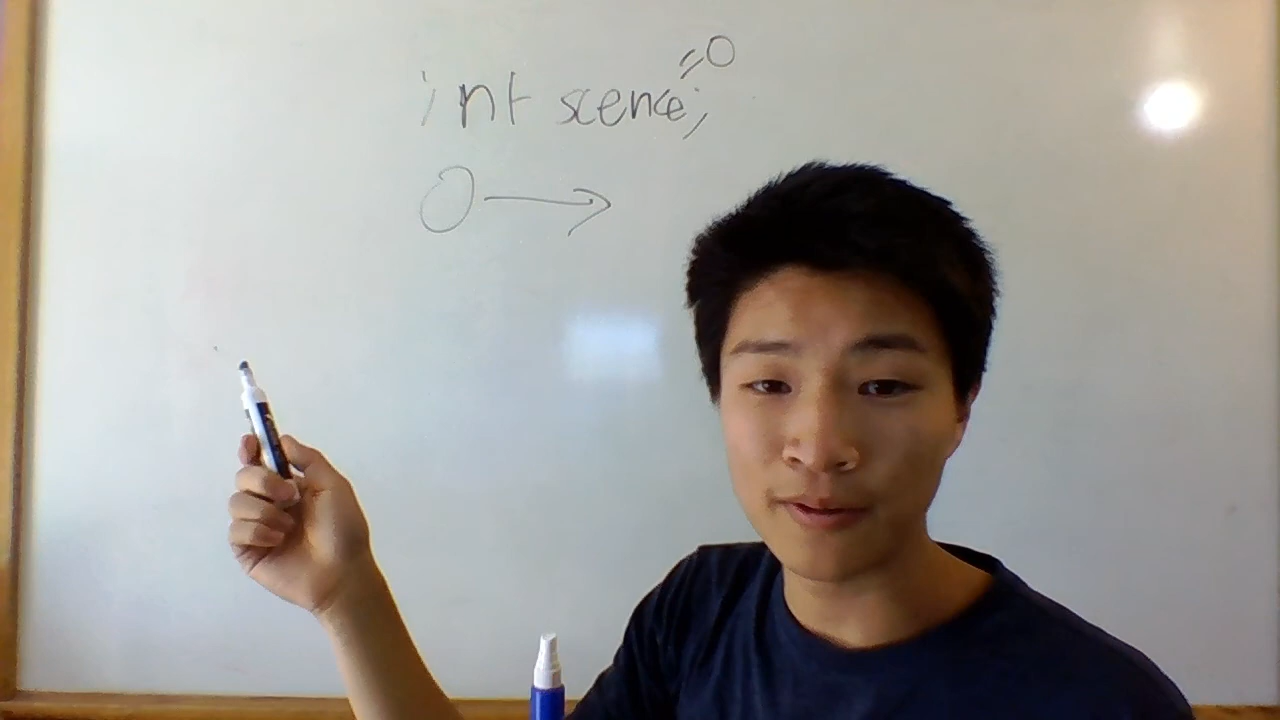 int scence;
=0
0 →